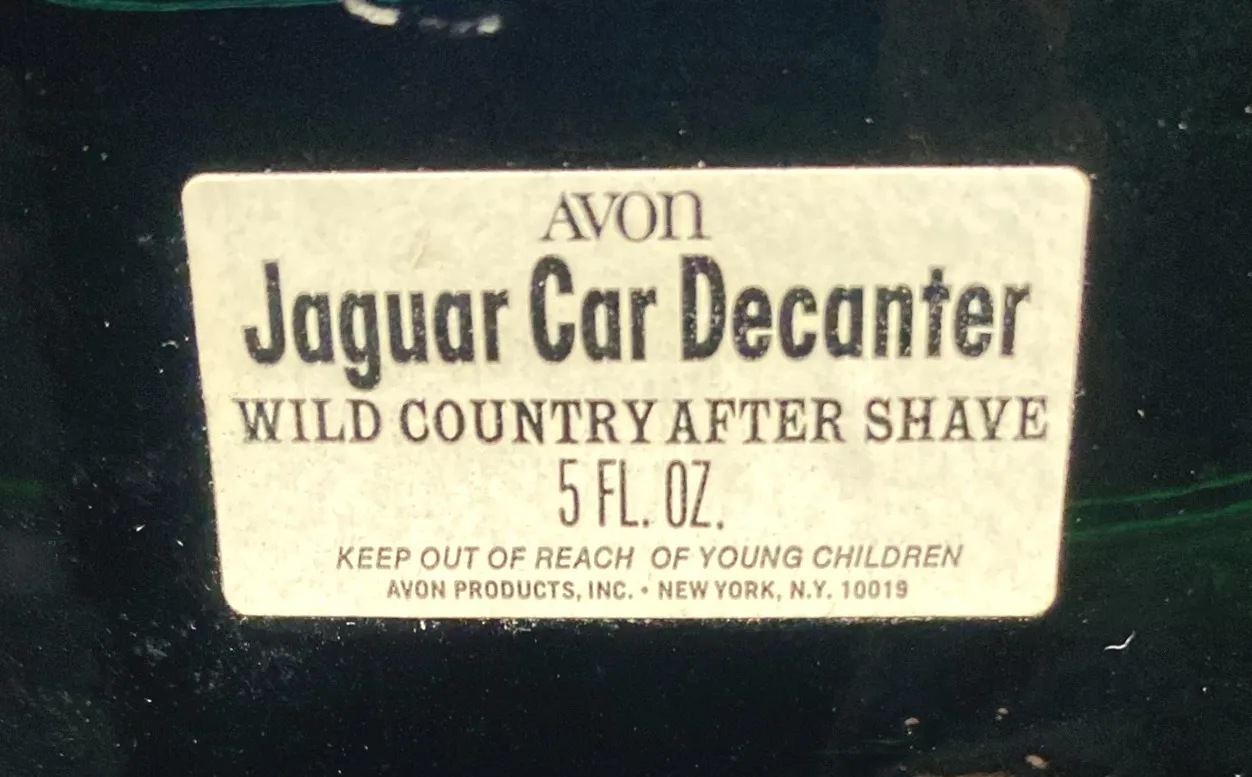 AVON
Jaguar Car Decanter
WILD COUNTRY AFTER SHAVE
5 FL. OZ.
KEEP OUT OF REACH OF YOUNG CHILDREN
AVON PRODUCTS, INC. • NEW YORK, N.Y. 10019